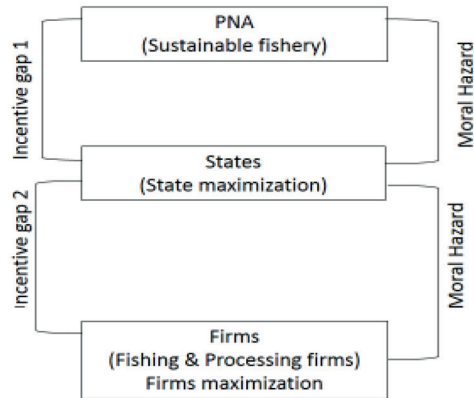 PNA
(Sustainable fishery)
Incentive gap 1
Moral Hazard
States
(State maximization)
Incentive gap 2
Moral Hazard
Firms
(Fishing & Processing firms)
Firms maximization